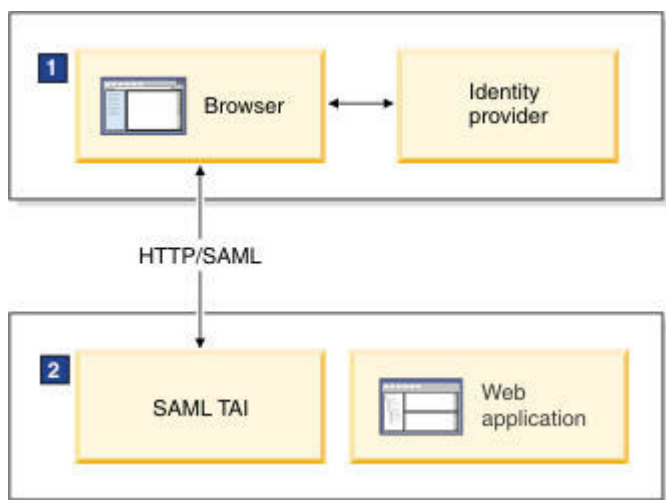 1
Browser
Identity
provider
HTTP/SAML
2
SAML TAI
Web
application